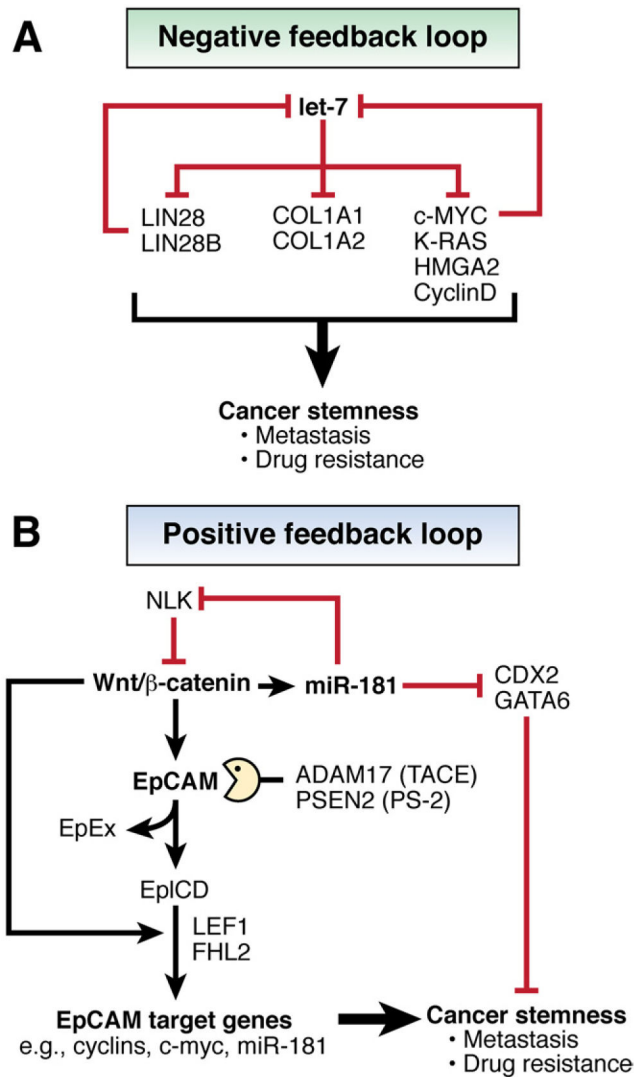 A
Negative feedback loop
let-7
LIN28
LIN28B
COL1A1
COL1A2
c-MYC
K-RAS
HMGA2
CyclinD
Cancer stemness
• Metastasis
• Drug resistance
B
Positive feedback loop
NLK
Wnt/β-catenin
miR-181
CDX2
GATA6
EpCAM
ADAM17 (TACE)
PSEN2 (PS-2)
EpEx
EpICD
LEF1
FHL2
EpCAM target genes
e.g., cyclins, c-myc, miR-181
Cancer stemness
• Metastasis
• Drug resistance